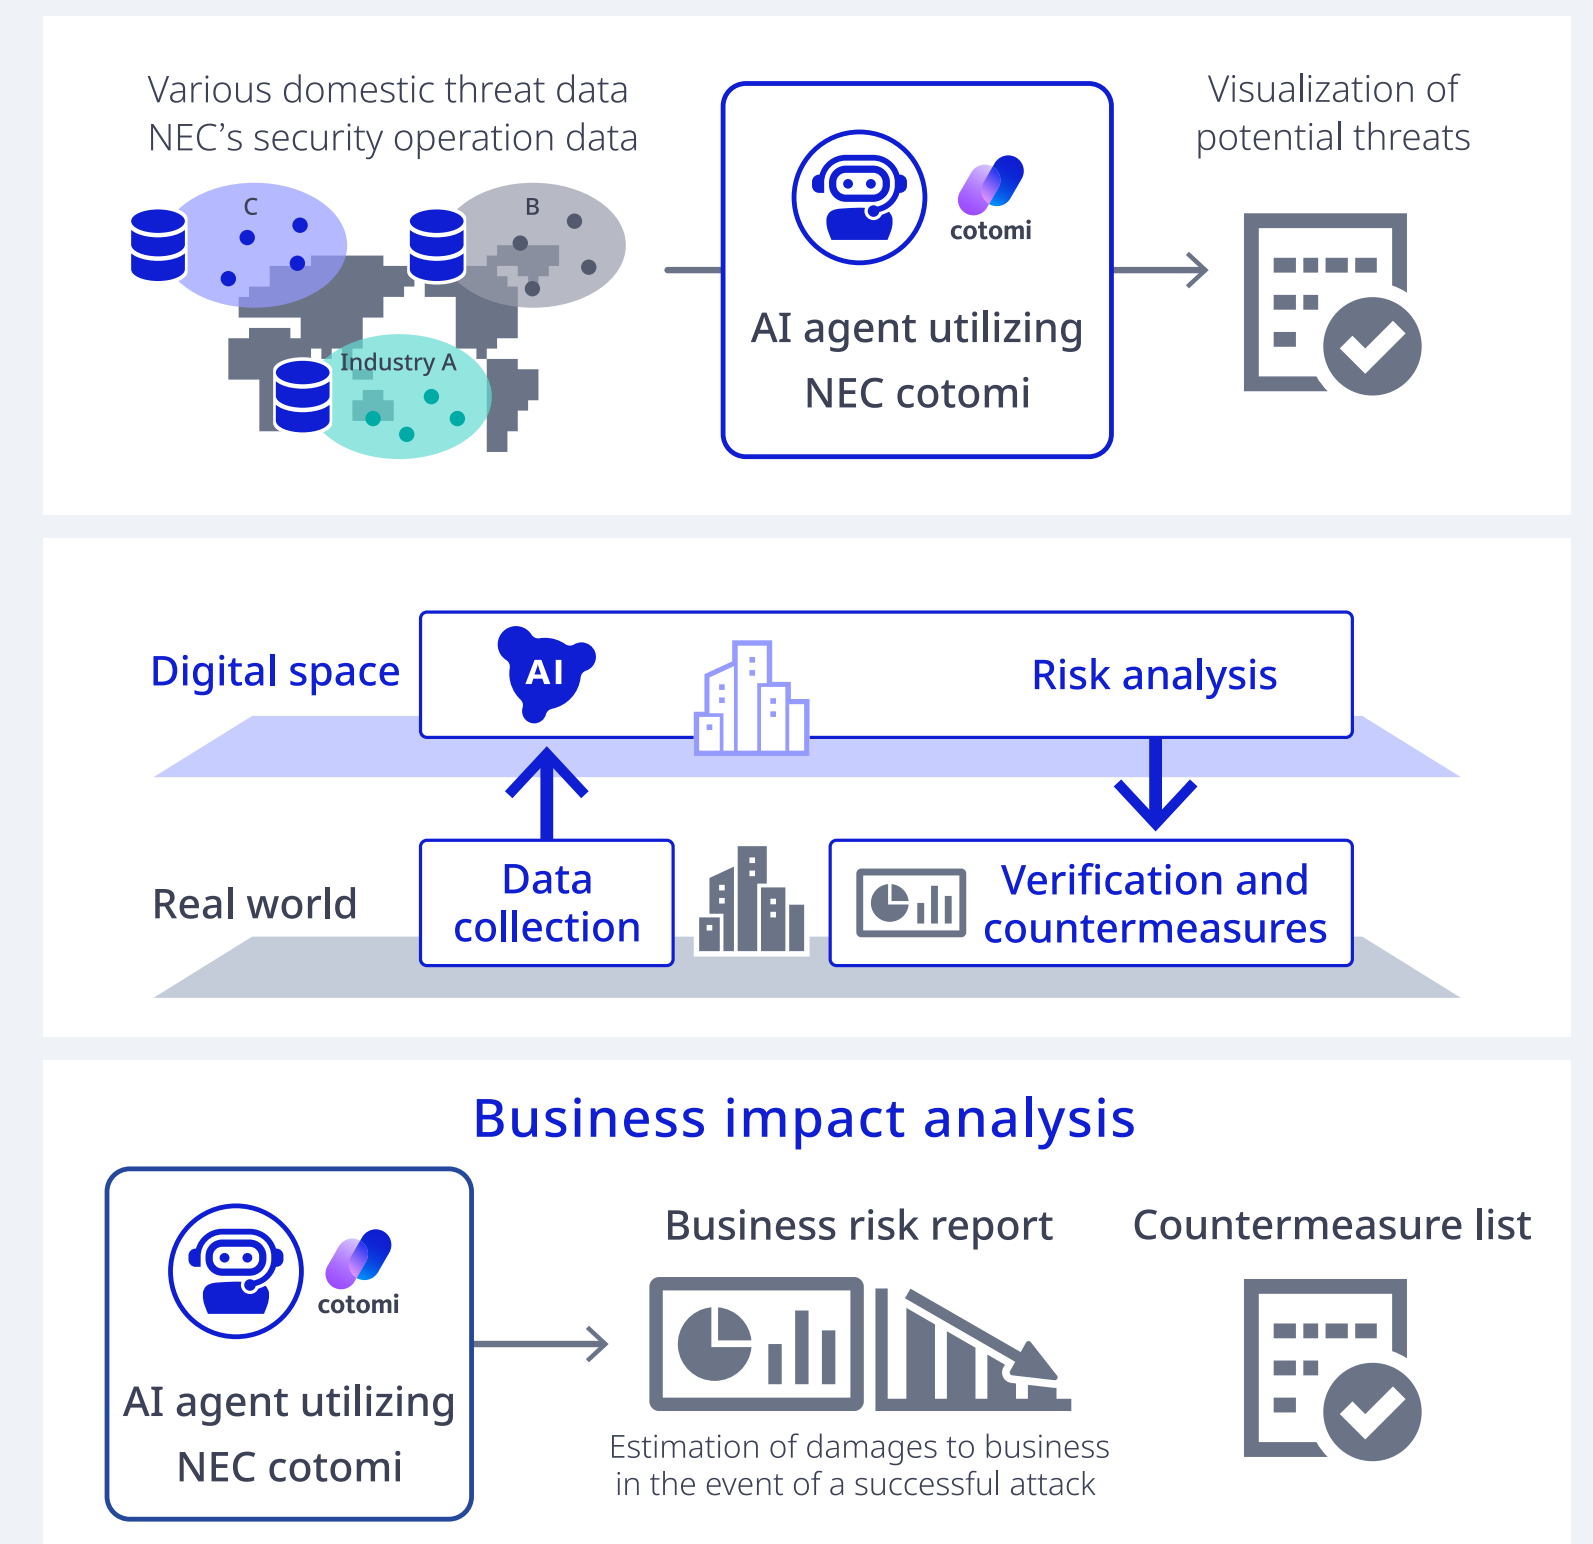 Various domestic threat data
NEC’s security operation data
C
B
Industry A
cotomi
AI agent utilizing
NEC cotomi
Visualization of
potential threats
Digital space
AI
Risk analysis
Real world
Data
collection
Verification and
countermeasures
Business impact analysis
cotomi
AI agent utilizing
NEC cotomi
Business risk report
Estimation of damages to business
in the event of a successful attack
Countermeasure list